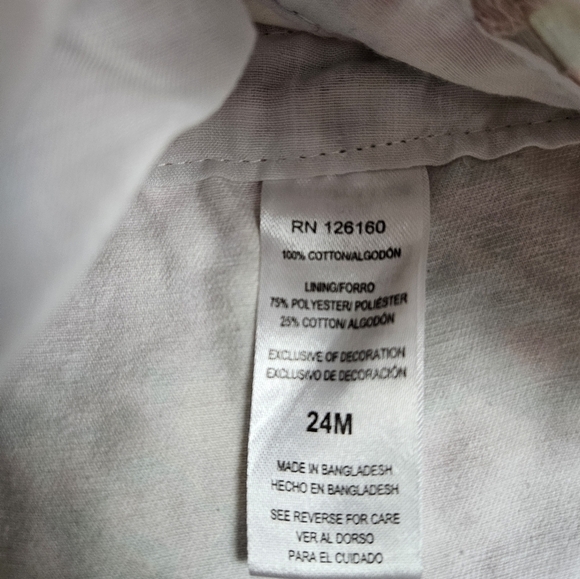 RN 126160
100% COTTON/ALGODÓN
LINING/FORRO
75% POLYESTER/ POLIÉSTER
25% COTTON/ ALGODÓN
EXCLUSIVE OF DECORATION
EXCLUSIVO DE DECORACIÓN
24M
MADE IN BANGLADESH
HECHO EN BANGLADESH
SEE REVERSE FOR CARE
VER AL DORSO
PARA EL CUIDADO